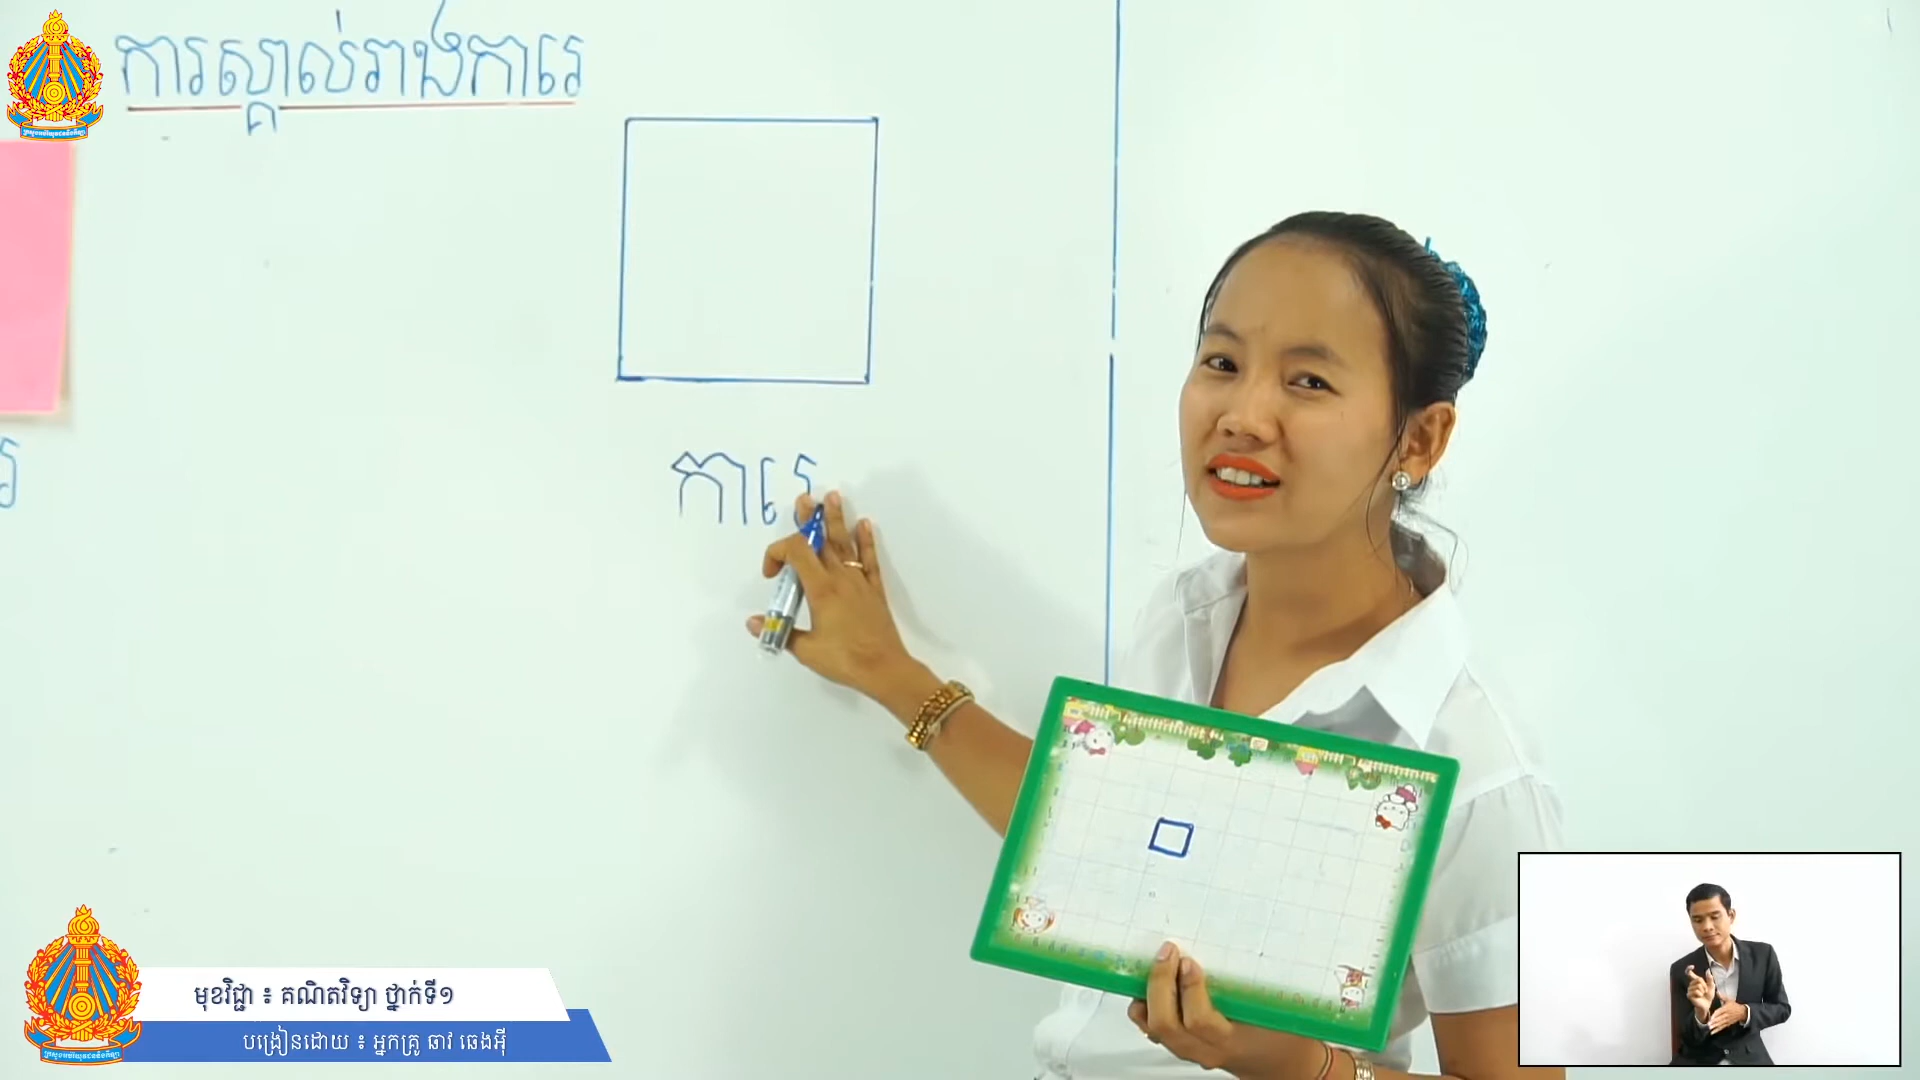 ការស្គាល់រាងការេ
ការេ
មុខវិជ្ជា ៖ គណិតវិទ្យា ថ្នាក់ទី១
បង្រៀនដោយ ៖ អ្នកគ្រូ ឆាវ ឆេងអ៊ី